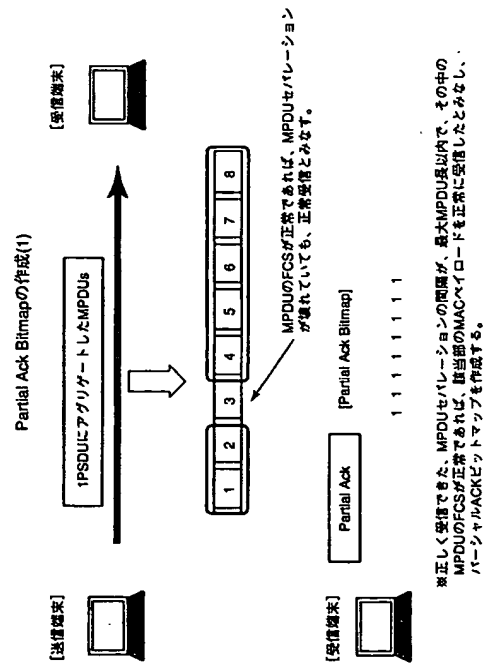 Partial Ack Bitmapの作成(1)
[送信端末]
[受信端末]
1PSDUにアグリゲートしたMPDUs
1 2 3 4 5 6 7 8
MPDUのFCSが正常であれば、MPDUセパレーション
が壊れていても、正常受信とみなす。
[受信端末]
Partial Ack
[Partial Ack Bitmap]
1 1 1 1 1 1 1 1
※正しく受信できた、MPDUセパレーションの間隔が、最大MPDU長以内で、その中の
MPDUのFCSが正常であれば、該当部のMACペイロードを正常に受信したとみなし、
パーシャルACKビットマップを作成する。